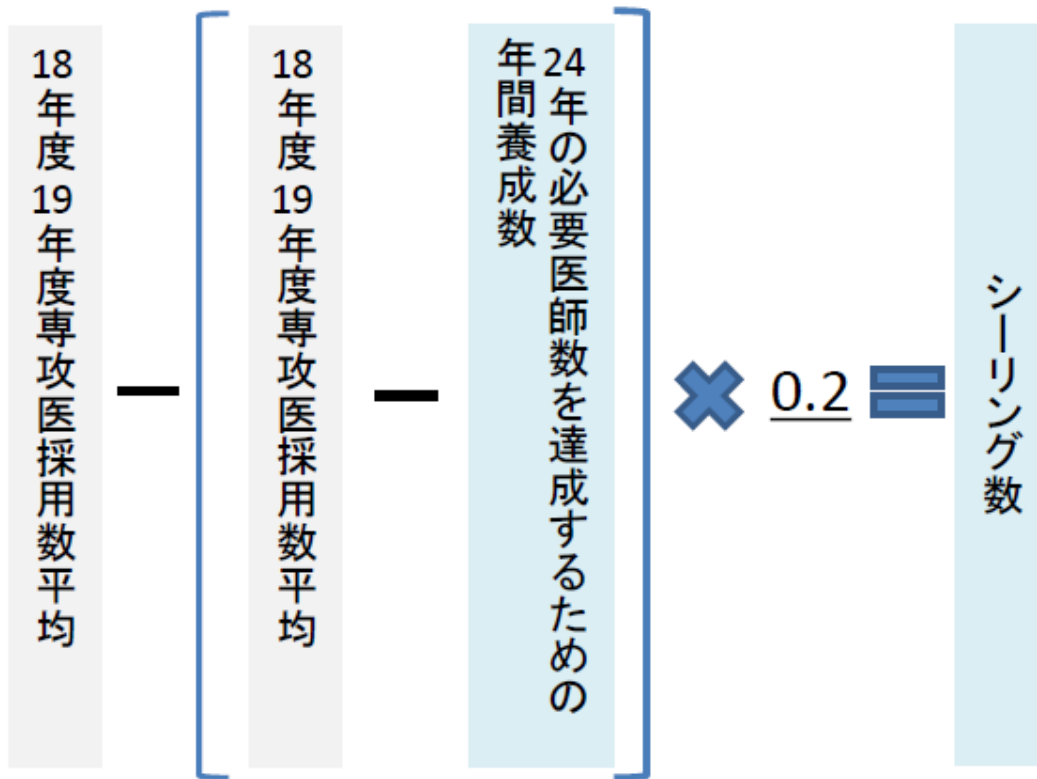 18年度19年度専攻医採用数平均
18年度19年度専攻医採用数平均
24年の必要医師数を達成するための
年間養成数
0.2
シーリング数